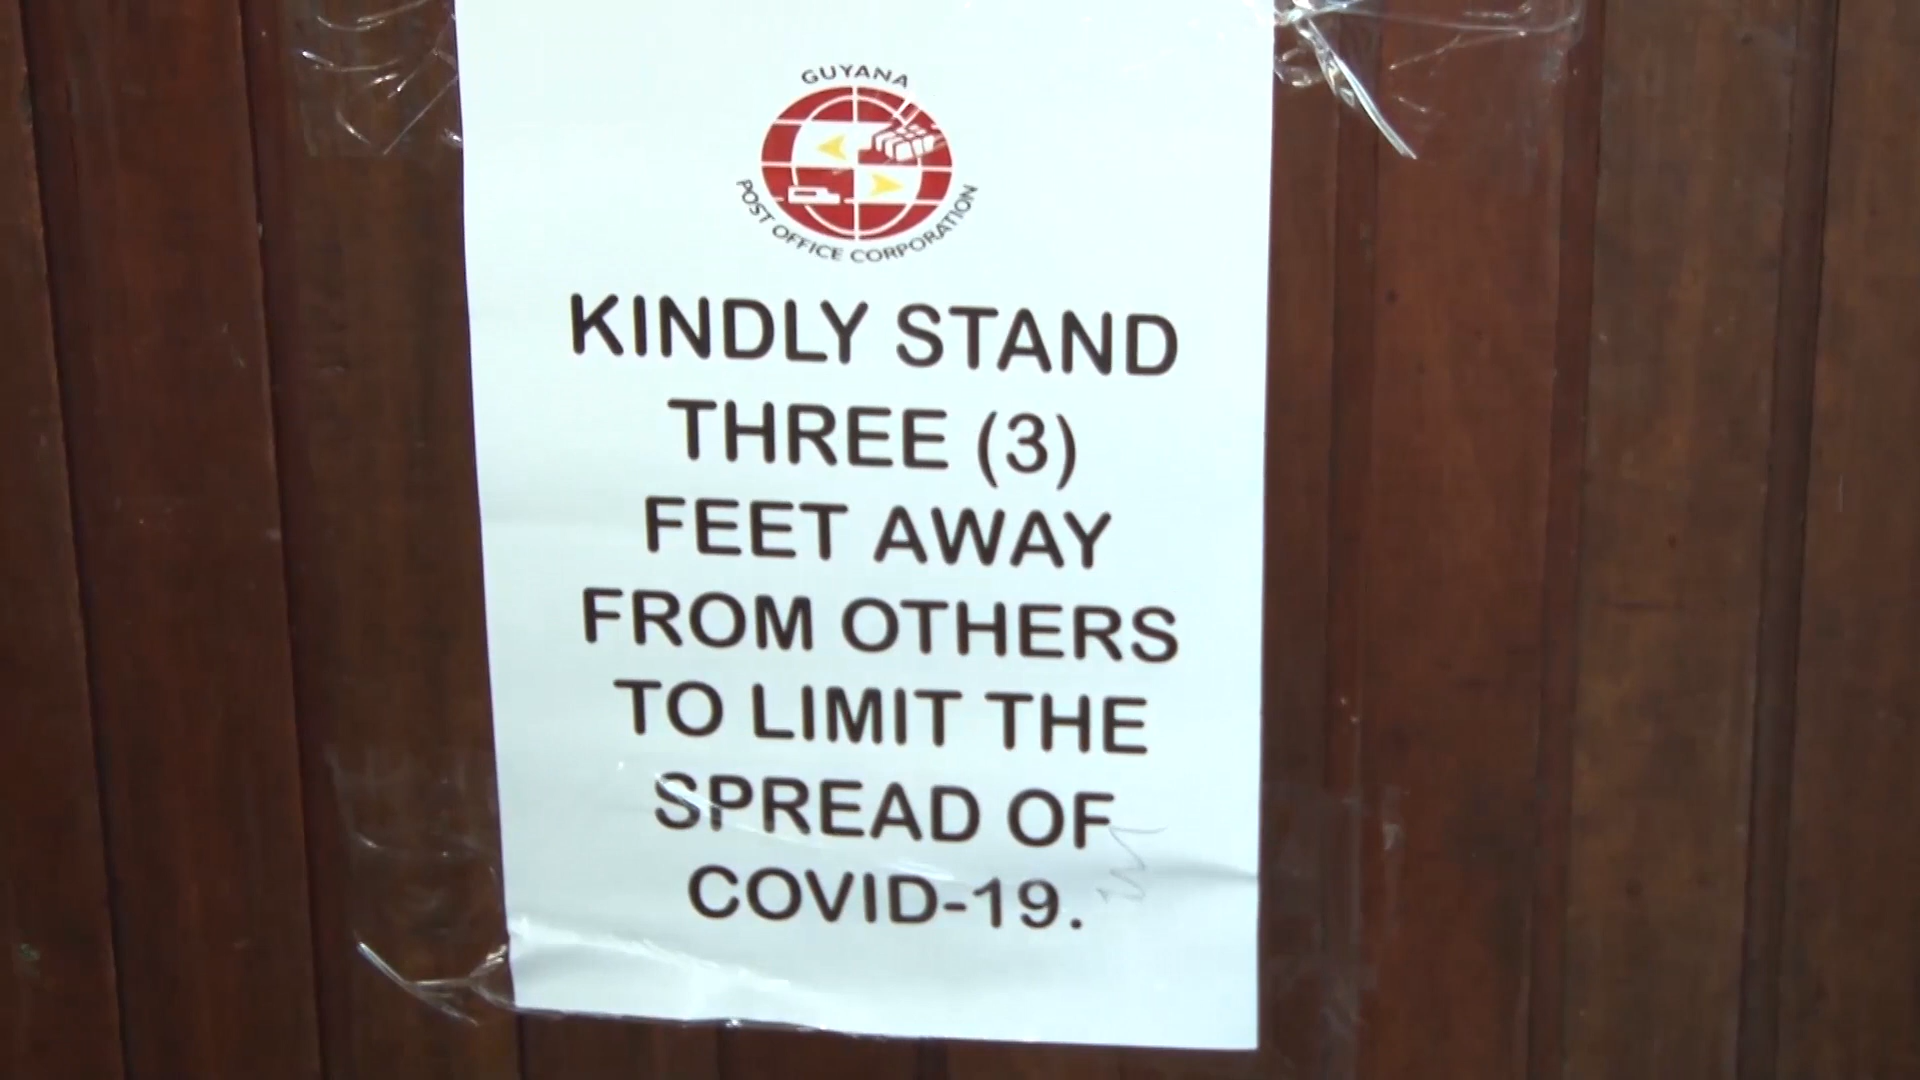 GUYANA
POST OFFICE CORPORATION
KINDLY STAND
THREE (3)
FEET AWAY
FROM OTHERS
TO LIMIT THE
SPREAD OF
COVID-19.